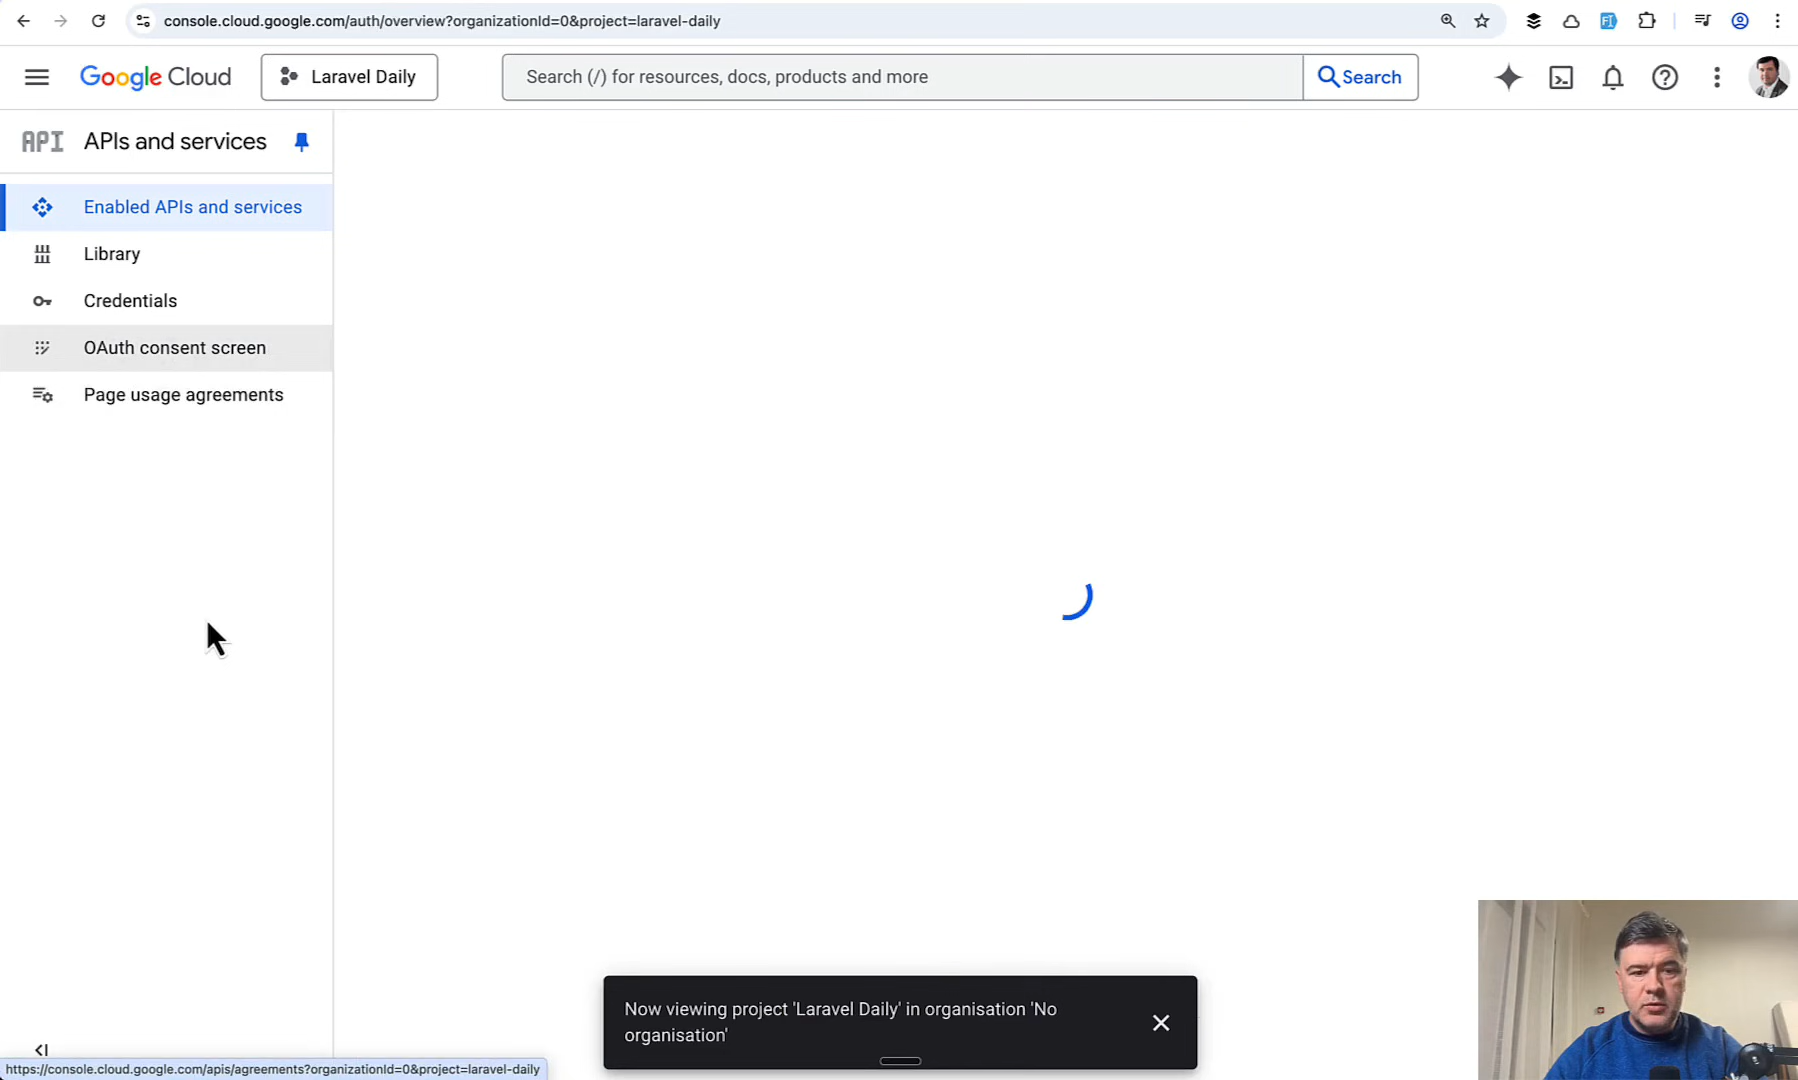 console.cloud.google.com/auth/overview?organizationId=0&project=laravel-daily
Google Cloud
Laravel Daily
Search (/) for resources, docs, products and more
Search
API
APIs and services
Enabled APIs and services
Library
Credentials
OAuth consent screen
Page usage agreements
Now viewing project 'Laravel Daily' in organisation 'No
organisation'
https://console.cloud.google.com/apis/agreements?organizationId=0&project=laravel-daily